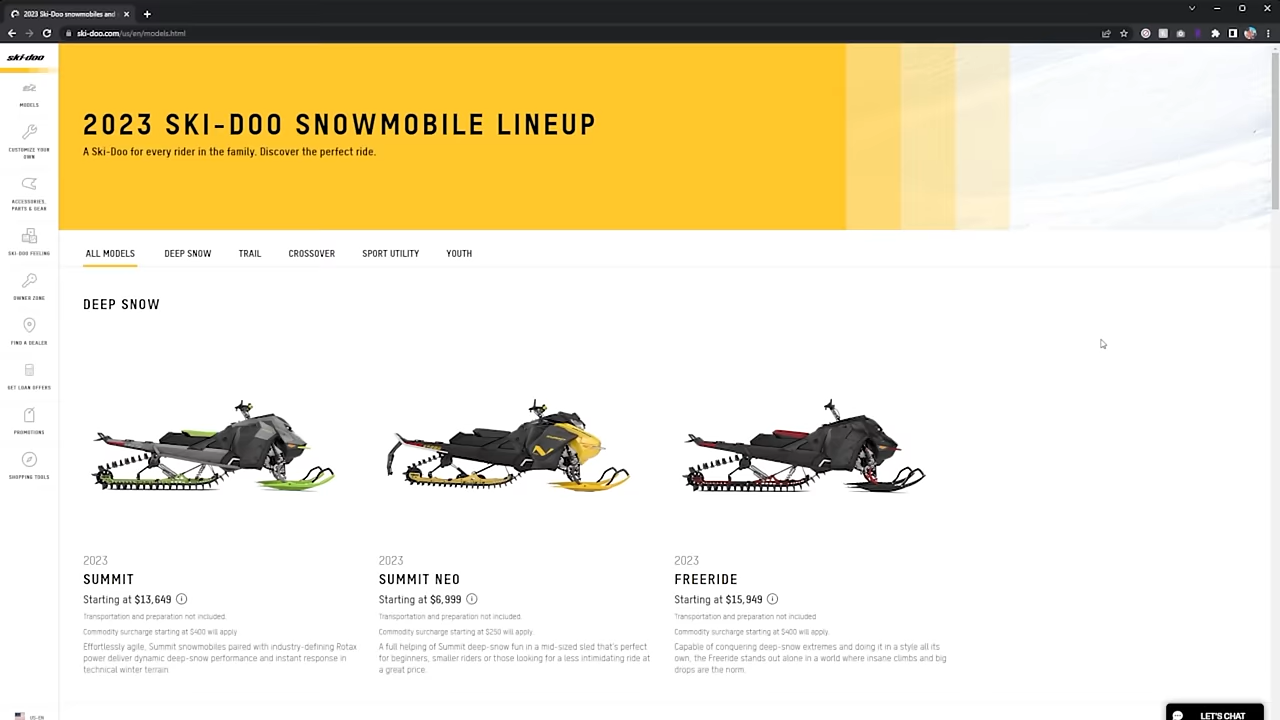 2023 Ski-Doo snowmobiles and
ski-doo.com/us/en/models.html
ski-doo
MODELS
CUSTOMIZE YOUR
OWN
ACCESSORIES,
PARTS & GEAR
SKI-DOO FEELING
OWNER ZONE
FIND A DEALER
GET LOAN OFFERS
PROMOTIONS
SHOPPING TOOLS
US-EN
2023 SKI-DOO SNOWMOBILE LINEUP
A Ski-Doo for every rider in the family. Discover the perfect ride.
ALL MODELS DEEP SNOW TRAIL CROSSOVER SPORT UTILITY YOUTH
DEEP SNOW
2023
SUMMIT
Starting at $13,649
Transportation and preparation not included.
Commodity surcharge starting at $400 will apply.
Effortlessly agile, Summit snowmobiles paired with industry-defining Rotax
power deliver dynamic deep-snow performance and instant response in
technical winter terrain.
2023
SUMMIT NEO
Starting at $6,999
Transportation and preparation not included.
Commodity surcharge starting at $250 will apply.
A full helping of Summit deep-snow fun in a mid-sized sled that's perfect
for beginners, smaller riders or those looking for a less intimidating ride at
a great price.
2023
FREERIDE
Starting at $15,949
Transportation and preparation not included.
Commodity surcharge starting at $400 will apply.
Capable of conquering deep-snow extremes and doing it in a style all its
own, the Freeride stands out alone in a world where insane climbs and big
drops are the norm.
LET'S CHAT